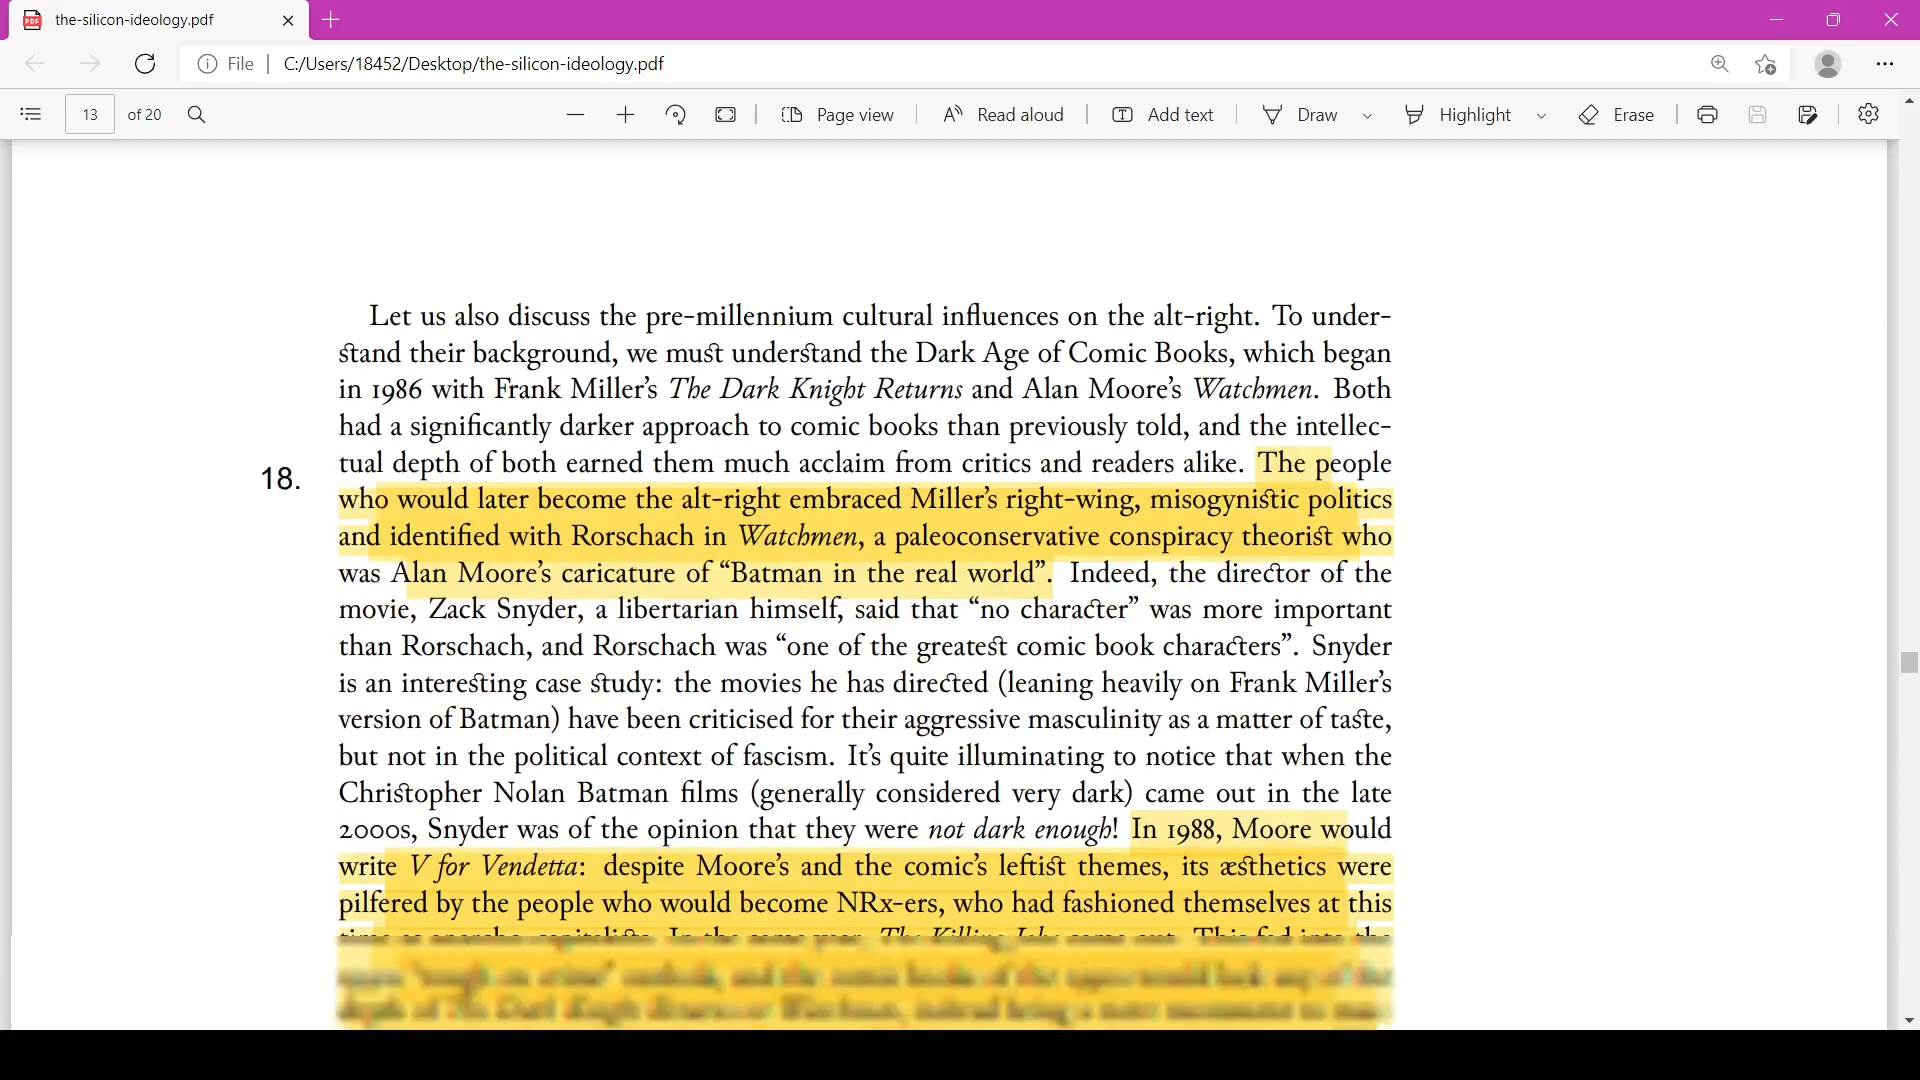 the-silicon-ideology.pdf
File | C:/Users/18452/Desktop/the-silicon-ideology.pdf
13 of 20 Page view Read aloud Add text Draw Highlight Erase
Let us also discuss the pre-millennium cultural influences on the alt-right. To under-
stand their background, we must understand the Dark Age of Comic Books, which began
in 1986 with Frank Miller’s The Dark Knight Returns and Alan Moore’s Watchmen. Both
had a significantly darker approach to comic books than previously told, and the intellec-
18. tual depth of both earned them much acclaim from critics and readers alike. The people
who would later become the alt-right embraced Miller’s right-wing, misogynistic politics
and identified with Rorschach in Watchmen, a paleoconservative conspiracy theorist who
was Alan Moore’s caricature of “Batman in the real world”. Indeed, the director of the
movie, Zack Snyder, a libertarian himself, said that “no character” was more important
than Rorschach, and Rorschach was “one of the greatest comic book characters”. Snyder
is an interesting case study: the movies he has directed (leaning heavily on Frank Miller’s
version of Batman) have been criticised for their aggressive masculinity as a matter of taste,
but not in the political context of fascism. It’s quite illuminating to notice that when the
Christopher Nolan Batman films (generally considered very dark) came out in the late
2000s, Snyder was of the opinion that they were not dark enough! In 1988, Moore would
write V for Vendetta: despite Moore’s and the comic’s leftist themes, its æsthetics were
pilfered by the people who would become NRx-ers, who had fashioned themselves at this